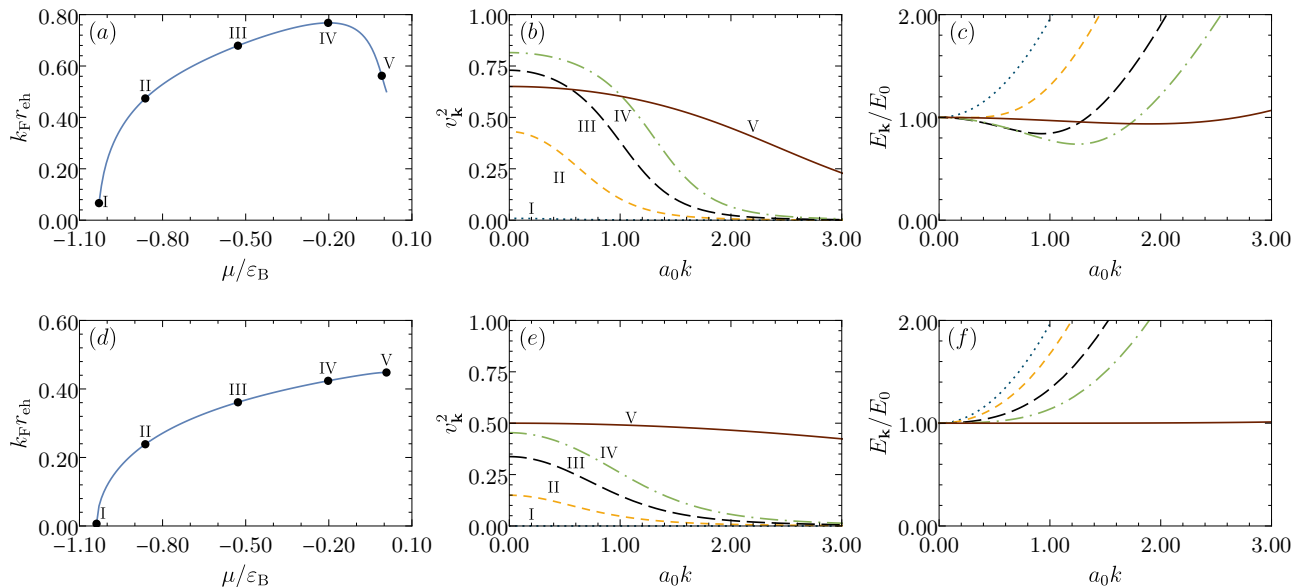 (a)
0.80
0.60
0.40
0.20
0.00
k_F r_eh
I
II
III
IV
V
−1.10 −0.80 −0.50 −0.20 0.10
μ/ε_B
(b)
1.00
0.75
0.50
0.25
0.00
v_k^2
I
II
III
IV
V
0.00 1.00 2.00 3.00
a_0 k
(c)
2.00
1.00
0.00
E_k/E_0
0.00 1.00 2.00 3.00
a_0 k
(d)
0.60
0.40
0.20
0.00
k_F r_eh
I
II
III
IV
V
−1.10 −0.80 −0.50 −0.20 0.10
μ/ε_B
(e)
1.00
0.75
0.50
0.25
0.00
v_k^2
I
II
III
IV
V
0.00 1.00 2.00 3.00
a_0 k
(f)
2.00
1.00
0.00
E_k/E_0
0.00 1.00 2.00 3.00
a_0 k